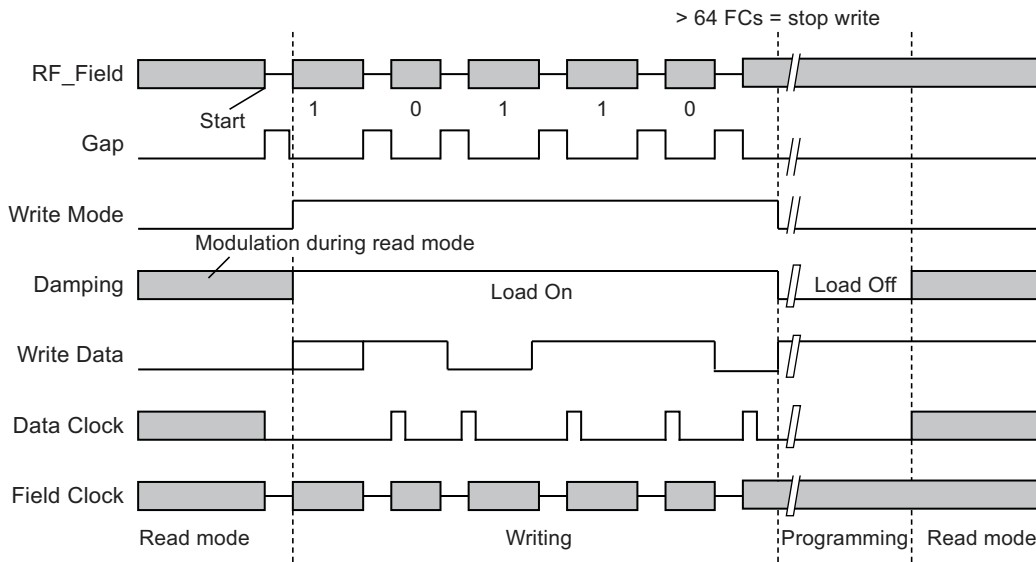 > 64 FCs = stop write
RF_Field
Start
1 0 1 1 0
Gap
Write Mode
Modulation during read mode
Damping
Load On
Load Off
Write Data
Data Clock
Field Clock
Read mode
Writing
Programming
Read mode